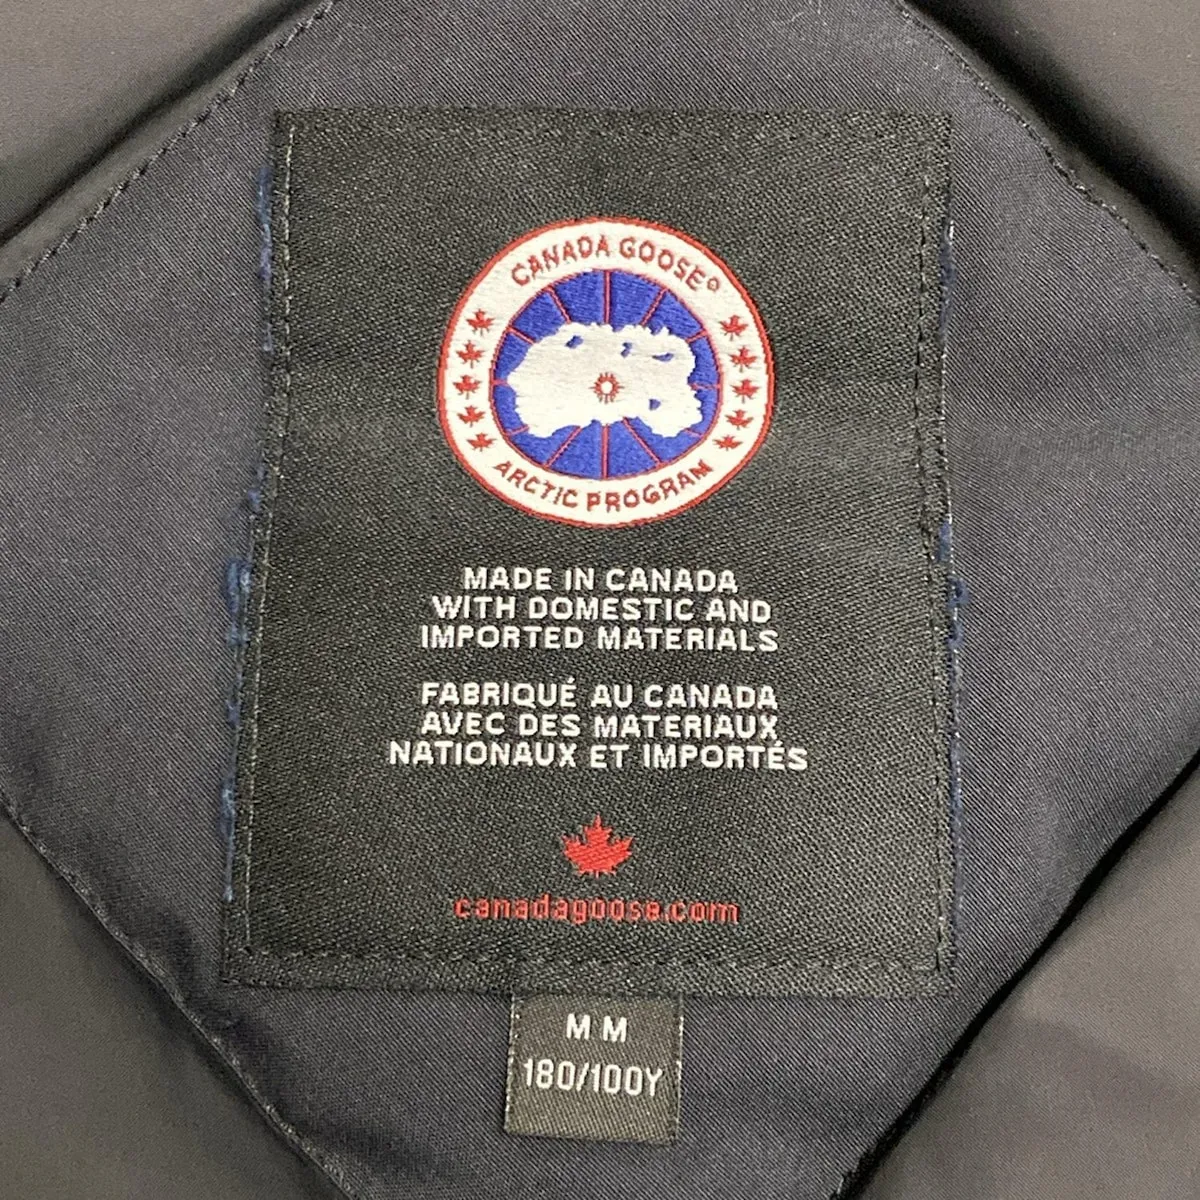 CANADA GOOSE®
ARCTIC PROGRAM
MADE IN CANADA
WITH DOMESTIC AND
IMPORTED MATERIALS
FABRIQUÉ AU CANADA
AVEC DES MATERIAUX
NATIONAUX ET IMPORTÉS
canadagoose.com
M M
180/100Y